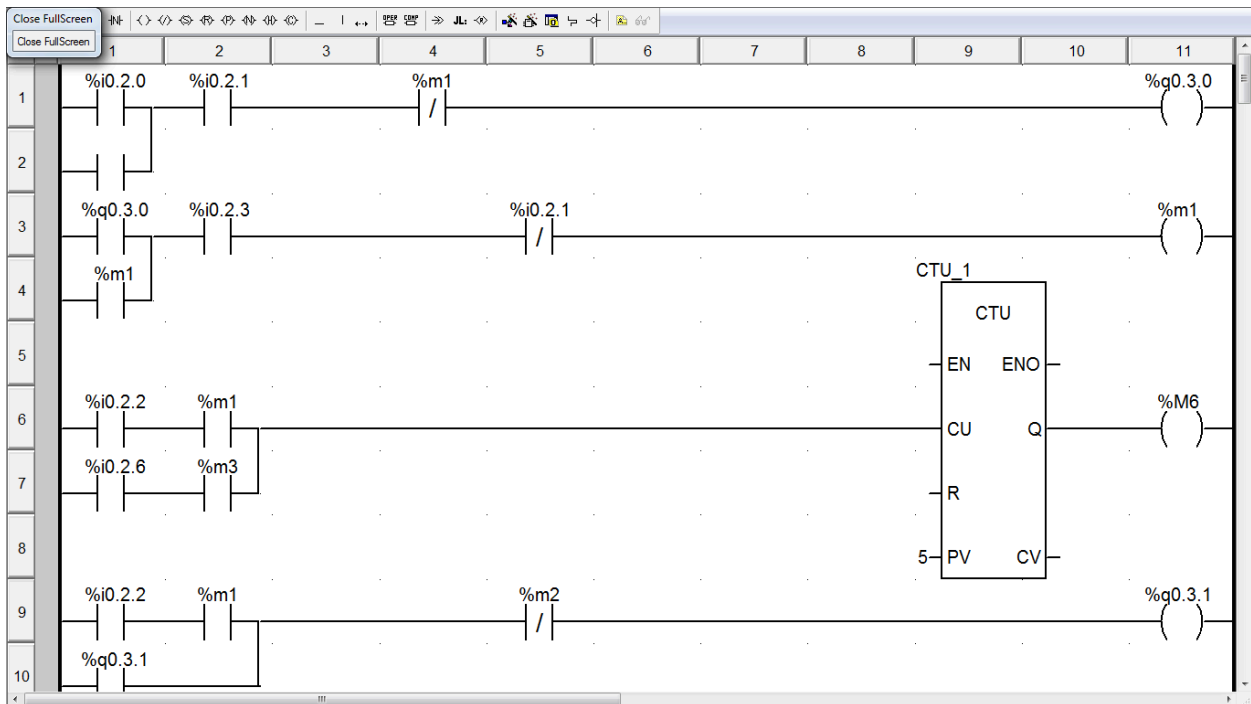 Close FullScreen
Close FullScreen
OPER COMP JL: R
1 2 3 4 5 6 7 8 9 10 11
1
%i0.2.0 %i0.2.1 %m1 %q0.3.0
2
3
%q0.3.0 %i0.2.3 %i0.2.1 %m1
4
%m1 CTU_1
CTU
5
EN ENO
6
%i0.2.2 %m1 %M6
CU Q
7
%i0.2.6 %m3
R
8
5 PV CV
9
%i0.2.2 %m1 %m2 %q0.3.1
10
%q0.3.1